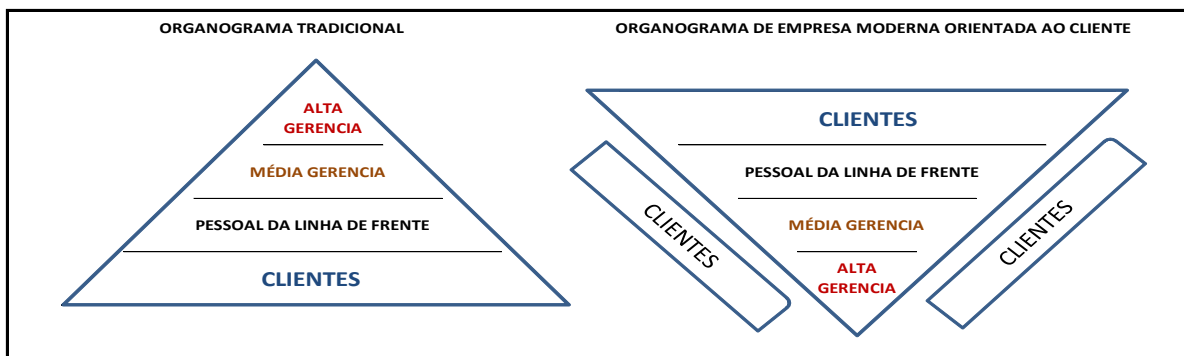 ORGANOGRAMA TRADICIONAL
ALTA
GERENCIA
MÉDIA GERENCIA
PESSOAL DA LINHA DE FRENTE
CLIENTES
ORGANOGRAMA DE EMPRESA MODERNA ORIENTADA AO CLIENTE
CLIENTES
PESSOAL DA LINHA DE FRENTE
MÉDIA GERENCIA
ALTA
GERENCIA
CLIENTES
CLIENTES